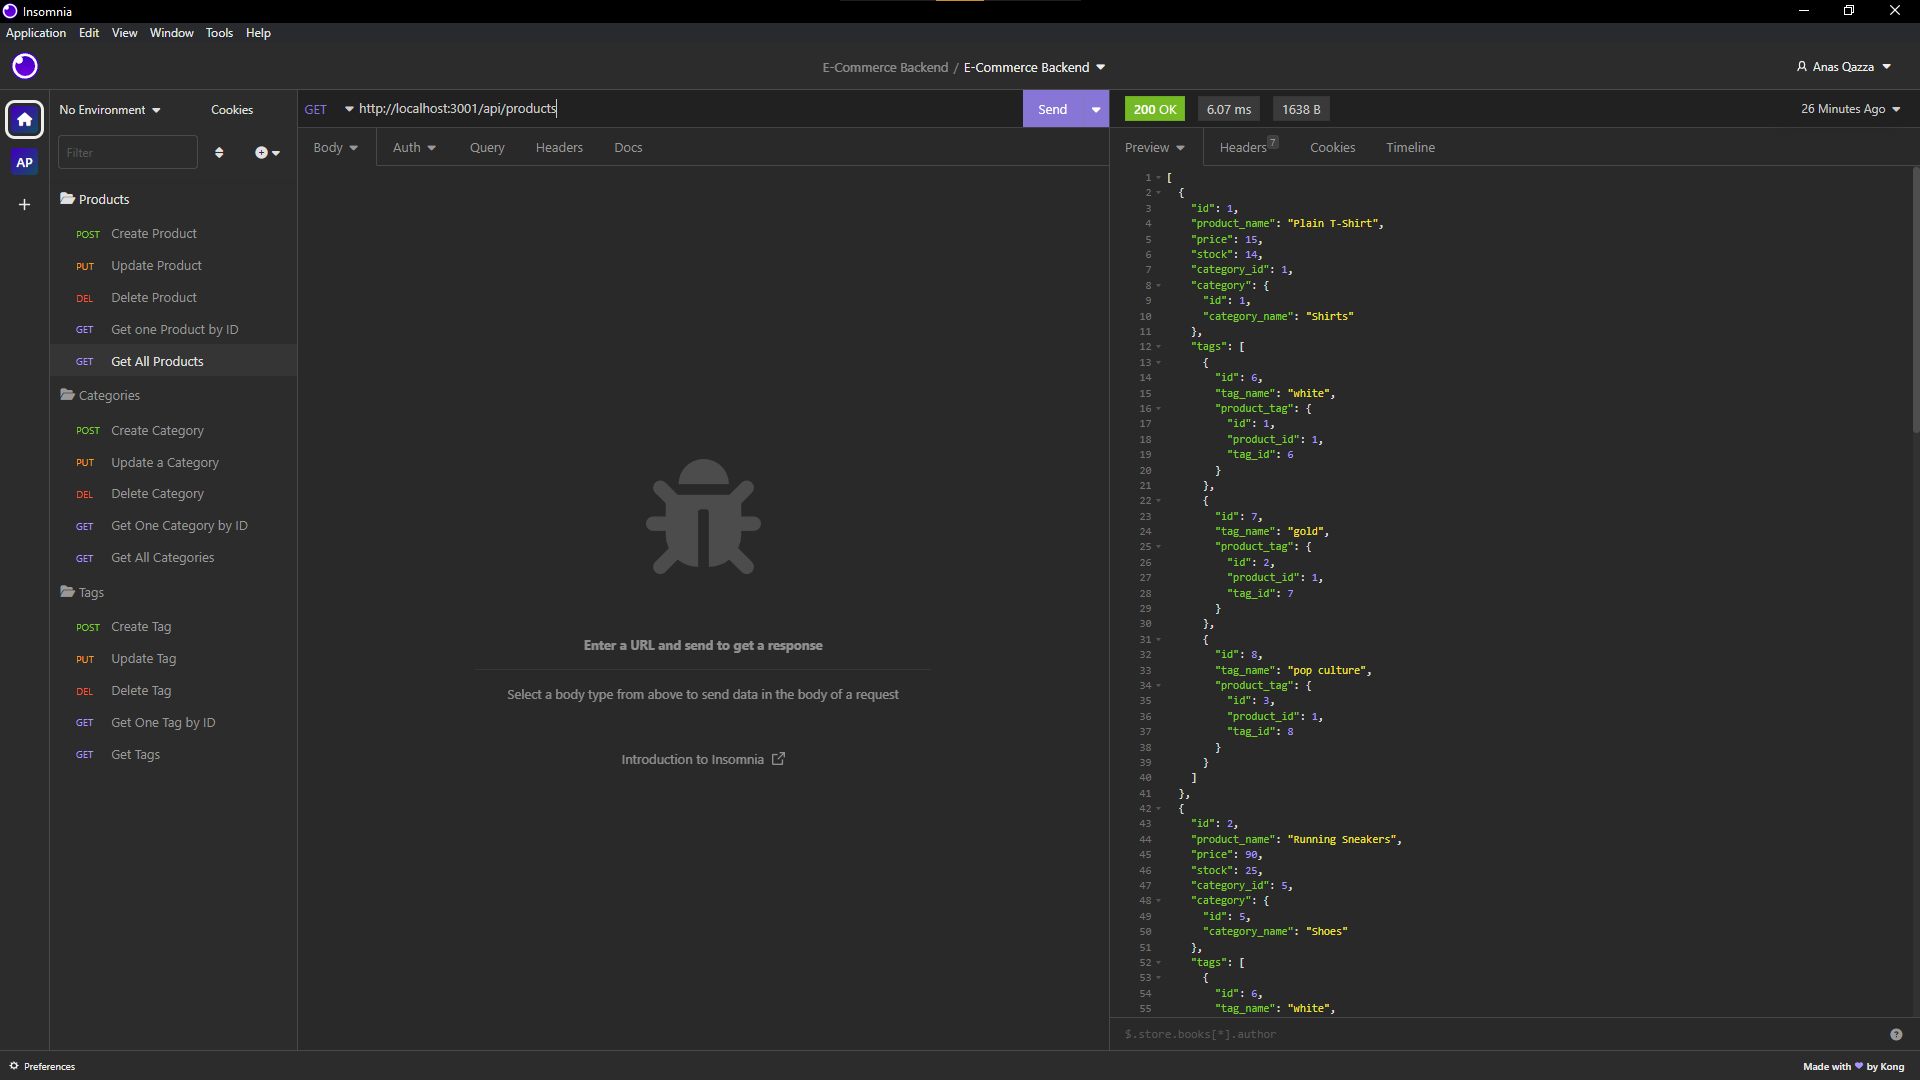 Insomnia
Application Edit View Window Tools Help
E-Commerce Backend / E-Commerce Backend
Anas Qazza
No Environment
Cookies
Filter
AP
Products
POST Create Product
PUT Update Product
DEL Delete Product
GET Get one Product by ID
GET Get All Products
Categories
POST Create Category
PUT Update a Category
DEL Delete Category
GET Get One Category by ID
GET Get All Categories
Tags
POST Create Tag
PUT Update Tag
DEL Delete Tag
GET Get One Tag by ID
GET Get Tags
GET http://localhost:3001/api/products
Send
Body Auth Query Headers Docs
Enter a URL and send to get a response
Select a body type from above to send data in the body of a request
Introduction to Insomnia
200 OK 6.07 ms 1638 B
26 Minutes Ago
Preview Headers 7 Cookies Timeline
1 [
2 {
3 "id": 1,
4 "product_name": "Plain T-Shirt",
5 "price": 15,
6 "stock": 14,
7 "category_id": 1,
8 "category": {
9 "id": 1,
10 "category_name": "Shirts"
11 },
12 "tags": [
13 {
14 "id": 6,
15 "tag_name": "white",
16 "product_tag": {
17 "id": 1,
18 "product_id": 1,
19 "tag_id": 6
20 }
21 },
22 {
23 "id": 7,
24 "tag_name": "gold",
25 "product_tag": {
26 "id": 2,
27 "product_id": 1,
28 "tag_id": 7
29 }
30 },
31 {
32 "id": 8,
33 "tag_name": "pop culture",
34 "product_tag": {
35 "id": 3,
36 "product_id": 1,
37 "tag_id": 8
38 }
39 }
40 ]
41 },
42 {
43 "id": 2,
44 "product_name": "Running Sneakers",
45 "price": 90,
46 "stock": 25,
47 "category_id": 5,
48 "category": {
49 "id": 5,
50 "category_name": "Shoes"
51 },
52 "tags": [
53 {
54 "id": 6,
55 "tag_name": "white",
$.store.books[*].author
Preferences
Made with ♥ by Kong